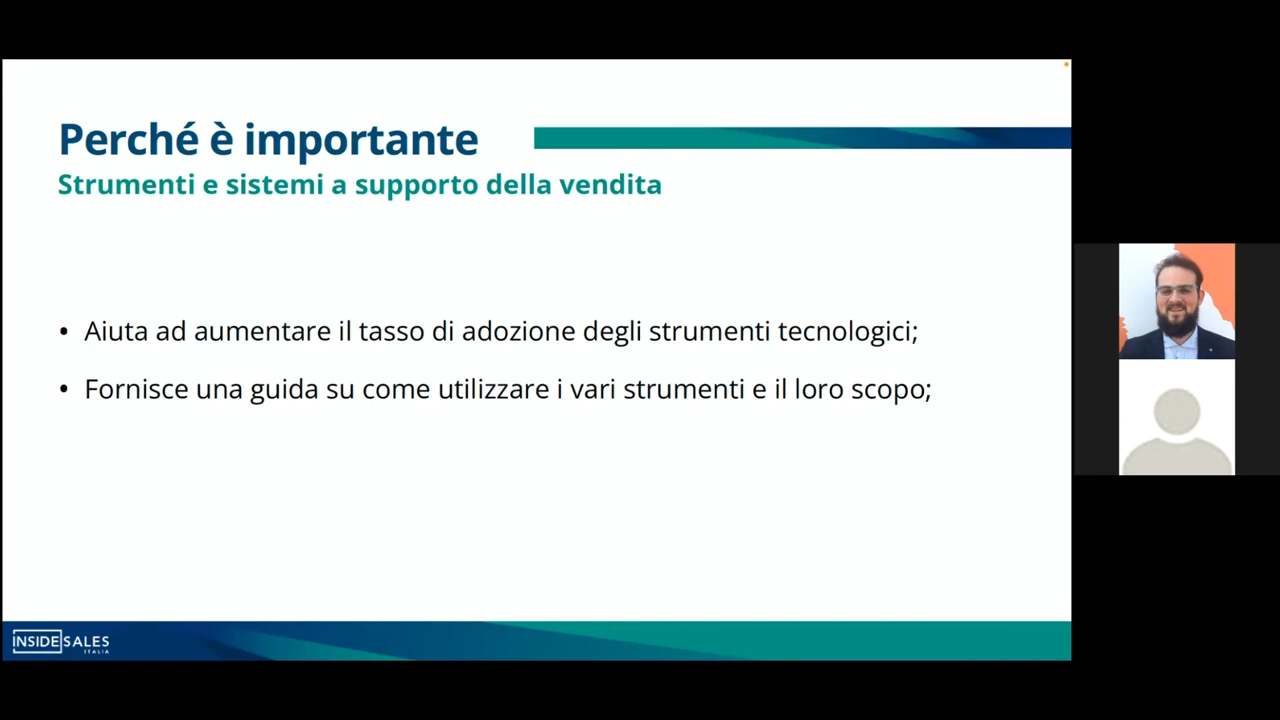 Perché è importante
Strumenti e sistemi a supporto della vendita
• Aiuta ad aumentare il tasso di adozione degli strumenti tecnologici;
• Fornisce una guida su come utilizzare i vari strumenti e il loro scopo;
INSIDE SALES
ITALIA